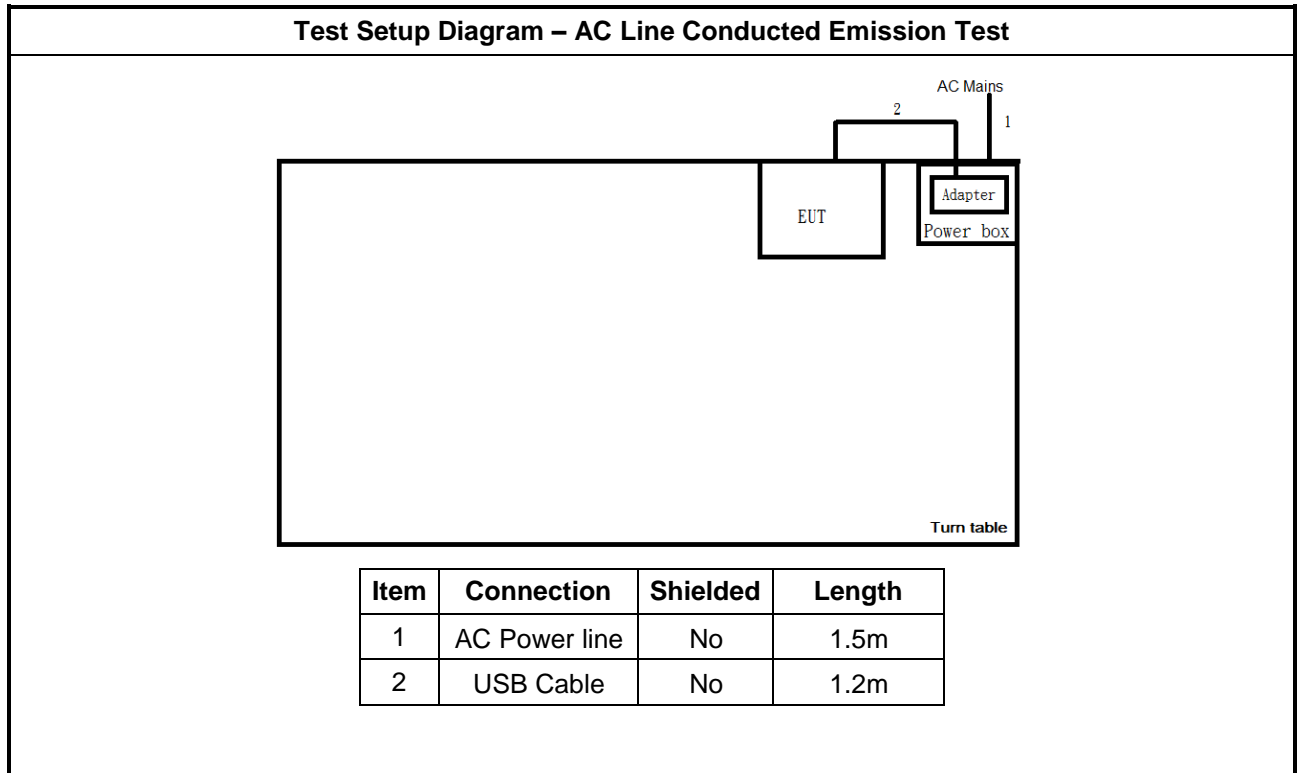 Test Setup Diagram – AC Line Conducted Emission Test
AC Mains
2
1
Adapter
EUT
Power box
Turn table
Item Connection Shielded Length
1 AC Power line No 1.5m
2 USB Cable No 1.2m